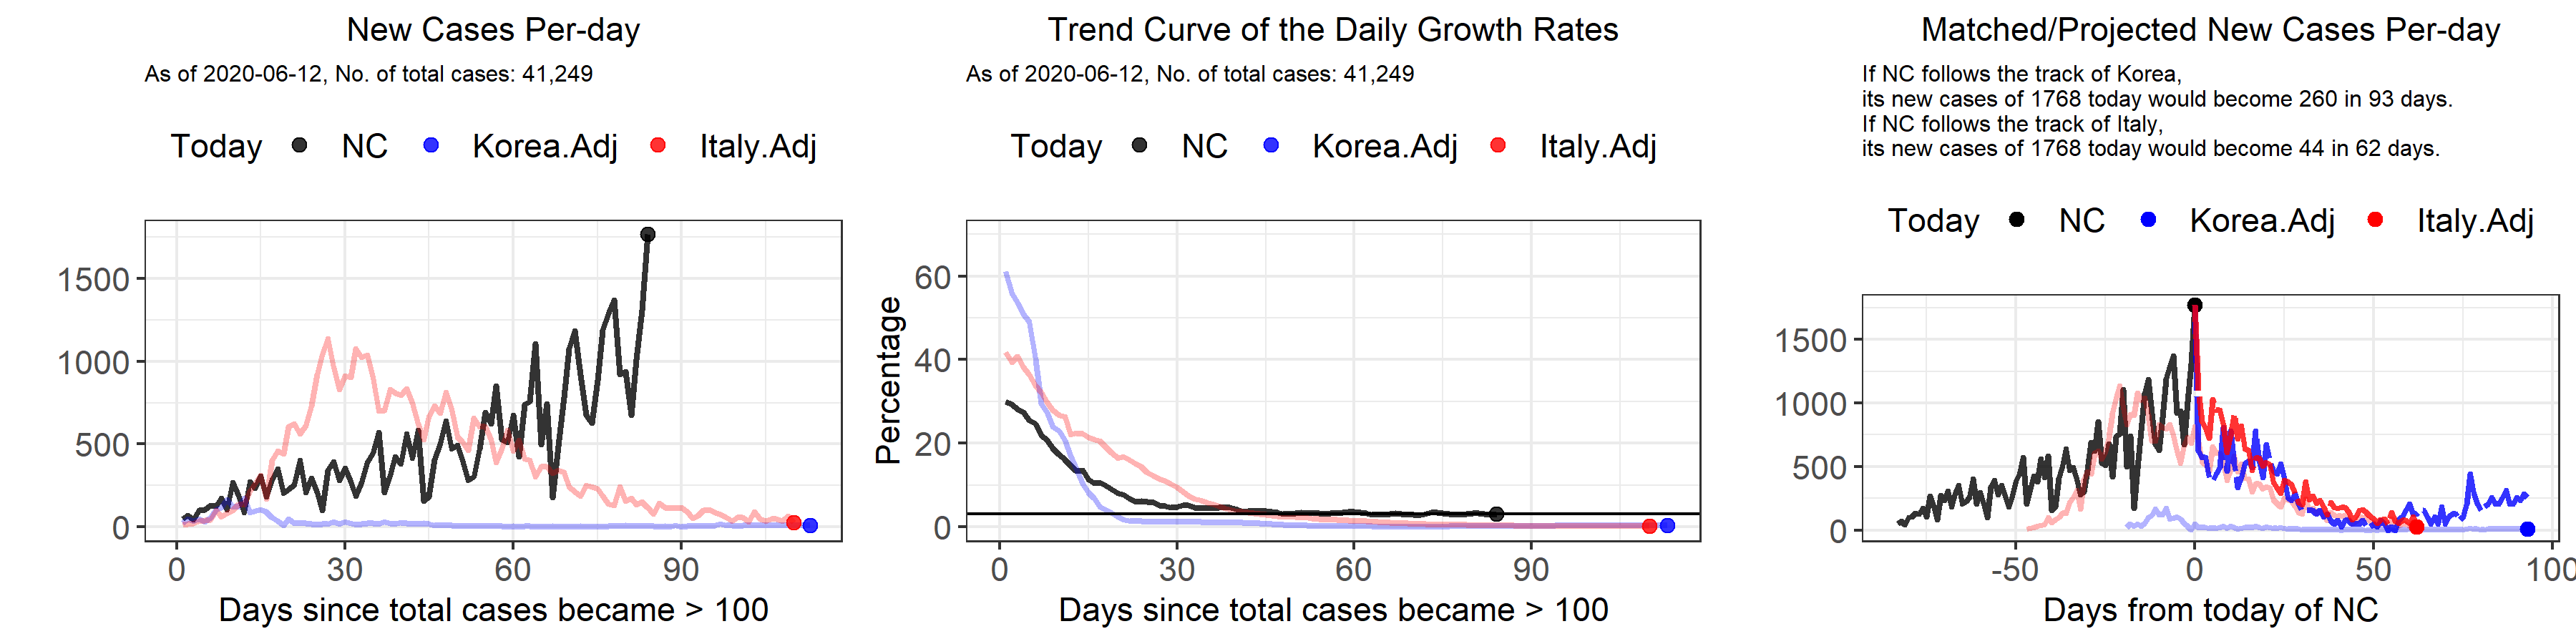 New Cases Per-day
As of 2020-06-12, No. of total cases: 41,249
Today NC Korea.Adj Italy.Adj
1500
1000
500
0
0 30 60 90
Days since total cases became > 100
Trend Curve of the Daily Growth Rates
As of 2020-06-12, No. of total cases: 41,249
Today NC Korea.Adj Italy.Adj
Percentage
60
40
20
0
0 30 60 90
Days since total cases became > 100
Matched/Projected New Cases Per-day
If NC follows the track of Korea,
its new cases of 1768 today would become 260 in 93 days.
If NC follows the track of Italy,
its new cases of 1768 today would become 44 in 62 days.
Today NC Korea.Adj Italy.Adj
1500
1000
500
0
-50 0 50 100
Days from today of NC